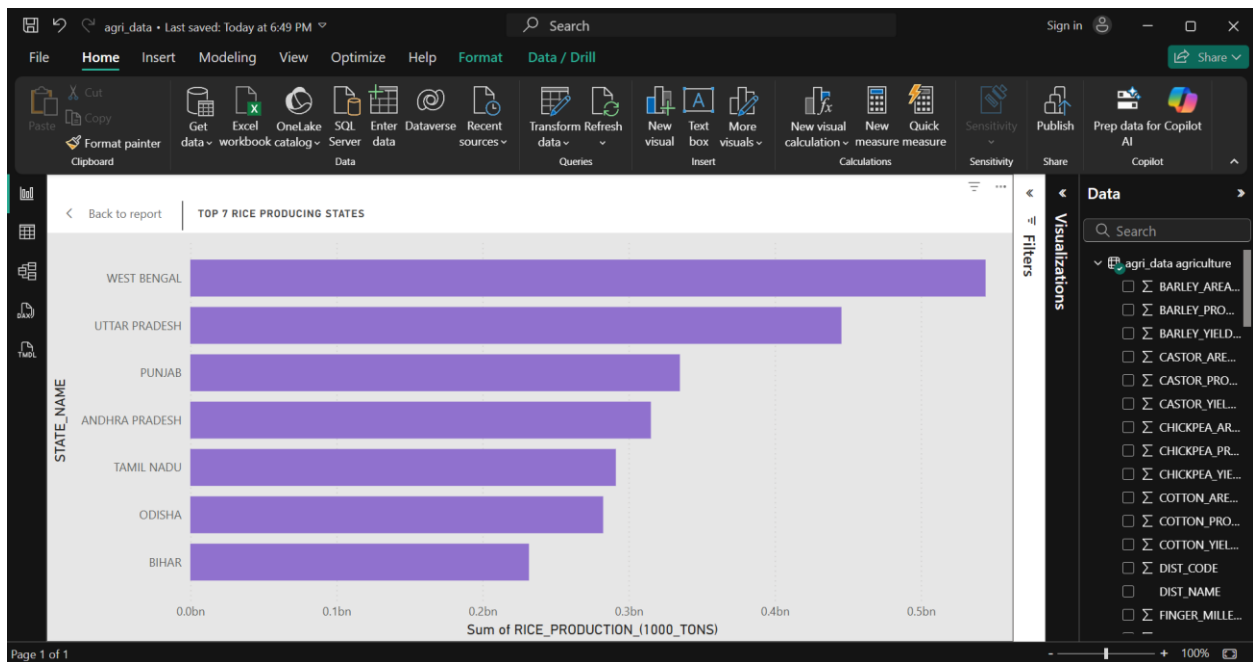 agri_data • Last saved: Today at 6:49 PM
Search
Sign in
File Home Insert Modeling View Optimize Help Format Data / Drill
Share
Paste
Cut
Copy
Format painter
Clipboard
Get data
Excel workbook
OneLake catalog
SQL Server
Enter data
Dataverse
Recent sources
Data
Transform data
Refresh
Queries
New visual
Text box
More visuals
Insert
New visual calculation
New measure
Quick measure
Calculations
Sensitivity
Sensitivity
Publish
Share
Prep data for AI
Copilot
Copilot
DAX
TMDL
Back to report
TOP 7 RICE PRODUCING STATES
STATE_NAME
WEST BENGAL
UTTAR PRADESH
PUNJAB
ANDHRA PRADESH
TAMIL NADU
ODISHA
BIHAR
0.0bn 0.1bn 0.2bn 0.3bn 0.4bn 0.5bn
Sum of RICE_PRODUCTION_(1000_TONS)
Filters
Visualizations
Data
Search
agri_data agriculture
Σ BARLEY_AREA...
Σ BARLEY_PRO...
Σ BARLEY_YIELD...
Σ CASTOR_ARE...
Σ CASTOR_PRO...
Σ CASTOR_YIEL...
Σ CHICKPEA_AR...
Σ CHICKPEA_PR...
Σ CHICKPEA_YIE...
Σ COTTON_ARE...
Σ COTTON_PRO...
Σ COTTON_YIEL...
Σ DIST_CODE
DIST_NAME
Σ FINGER_MILLE...
Page 1 of 1
- + 100%